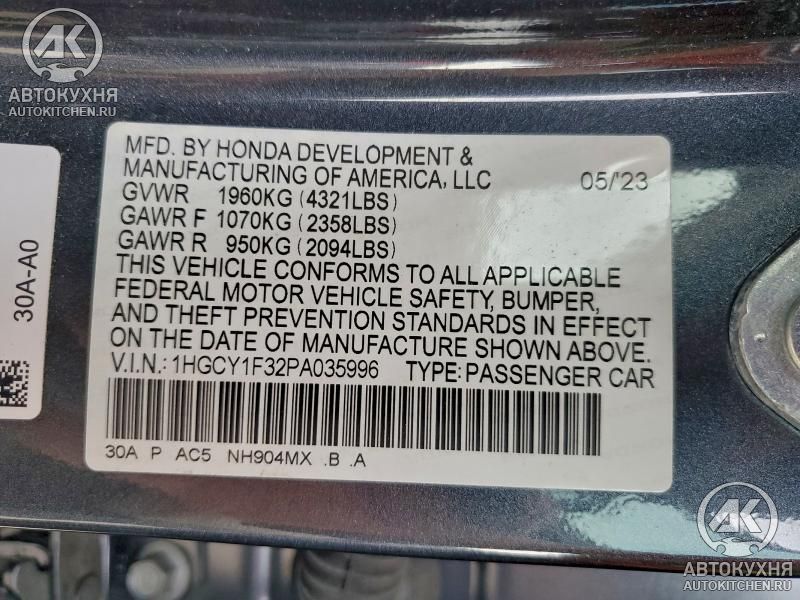 AK
АВТОКУХНЯ
AUTOKITCHEN.RU
30A-A0
MFD. BY HONDA DEVELOPMENT &
MANUFACTURING OF AMERICA, LLC 05/'23
GVWR 1960KG (4321LBS)
GAWR F 1070KG (2358LBS)
GAWR R 950KG (2094LBS)
THIS VEHICLE CONFORMS TO ALL APPLICABLE
FEDERAL MOTOR VEHICLE SAFETY, BUMPER,
AND THEFT PREVENTION STANDARDS IN EFFECT
ON THE DATE OF MANUFACTURE SHOWN ABOVE.
V.I.N.: 1HGCY1F32PA035996 TYPE: PASSENGER CAR
30A P AC5 NH904MX .B .A
AK
АВТОКУХНЯ
AUTOKITCHEN.RU